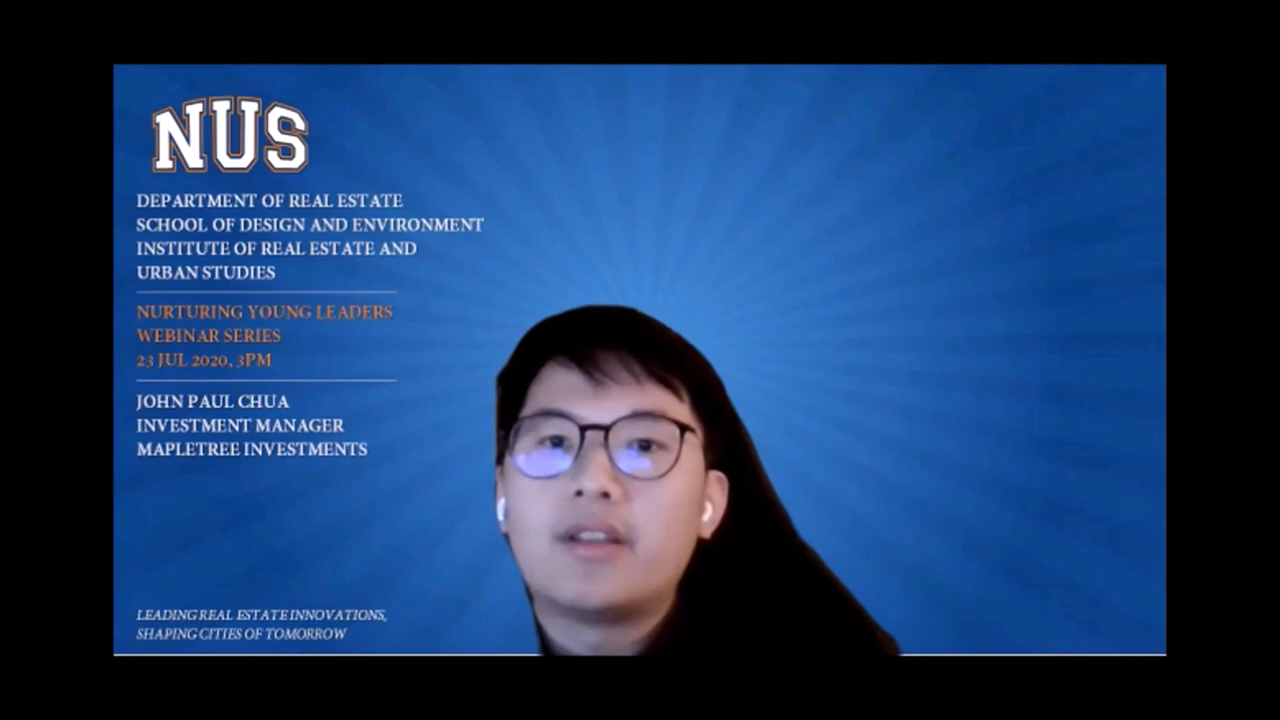 NUS
DEPARTMENT OF REAL ESTATE
SCHOOL OF DESIGN AND ENVIRONMENT
INSTITUTE OF REAL ESTATE AND
URBAN STUDIES
NURTURING YOUNG LEADERS
WEBINAR SERIES
23 JUL 2020, 3PM
JOHN PAUL CHUA
INVESTMENT MANAGER
MAPLETREE INVESTMENTS
LEADING REAL ESTATE INNOVATIONS,
SHAPING CITIES OF TOMORROW